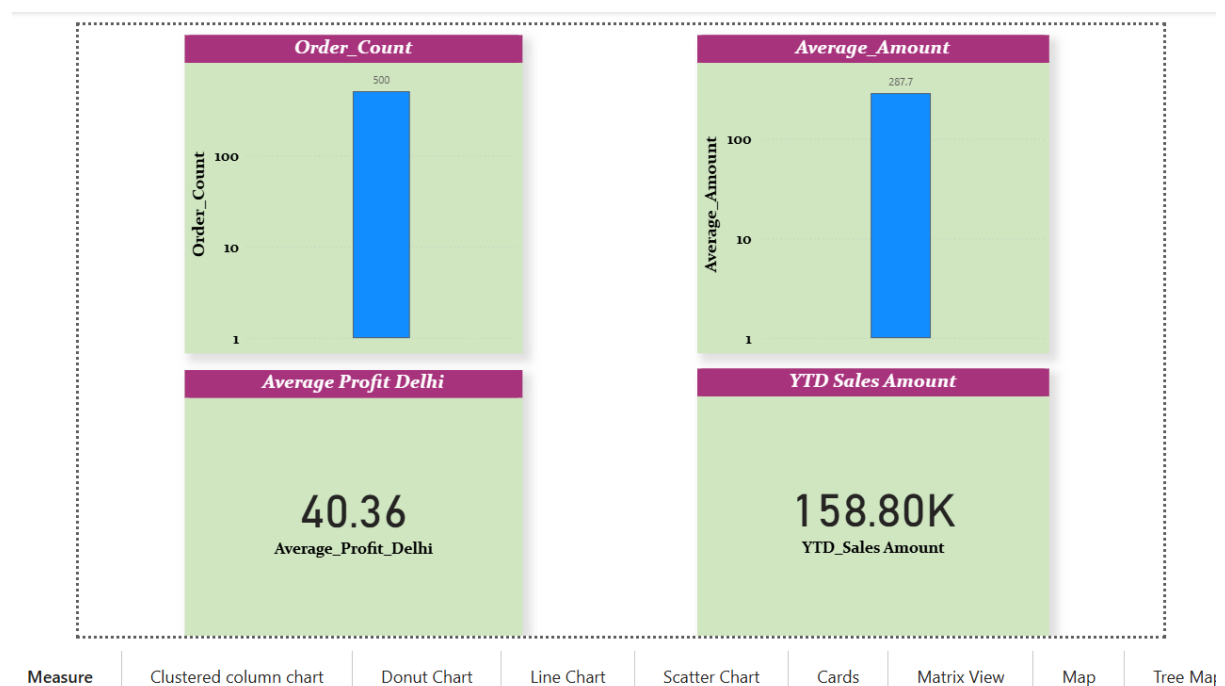 Order_Count
500
Order_Count
100
10
1
Average_Amount
287.7
Average_Amount
100
10
1
Average Profit Delhi
40.36
Average_Profit_Delhi
YTD Sales Amount
158.80K
YTD_Sales Amount
Measure Clustered column chart Donut Chart Line Chart Scatter Chart Cards Matrix View Map Tree Map